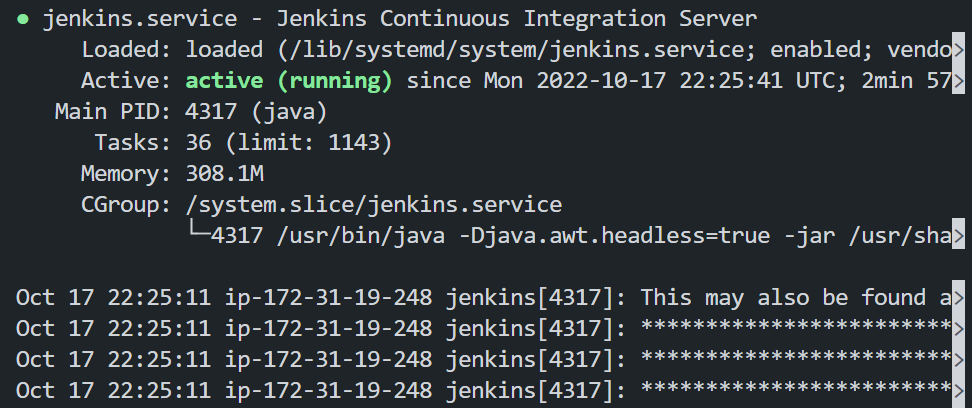 ● jenkins.service - Jenkins Continuous Integration Server
     Loaded: loaded (/lib/systemd/system/jenkins.service; enabled; vendo>
     Active: active (running) since Mon 2022-10-17 22:25:41 UTC; 2min 57>
   Main PID: 4317 (java)
      Tasks: 36 (limit: 1143)
     Memory: 308.1M
     CGroup: /system.slice/jenkins.service
             └─4317 /usr/bin/java -Djava.awt.headless=true -jar /usr/sha>

Oct 17 22:25:11 ip-172-31-19-248 jenkins[4317]: This may also be found a>
Oct 17 22:25:11 ip-172-31-19-248 jenkins[4317]: ************************>
Oct 17 22:25:11 ip-172-31-19-248 jenkins[4317]: ************************>
Oct 17 22:25:11 ip-172-31-19-248 jenkins[4317]: ************************>